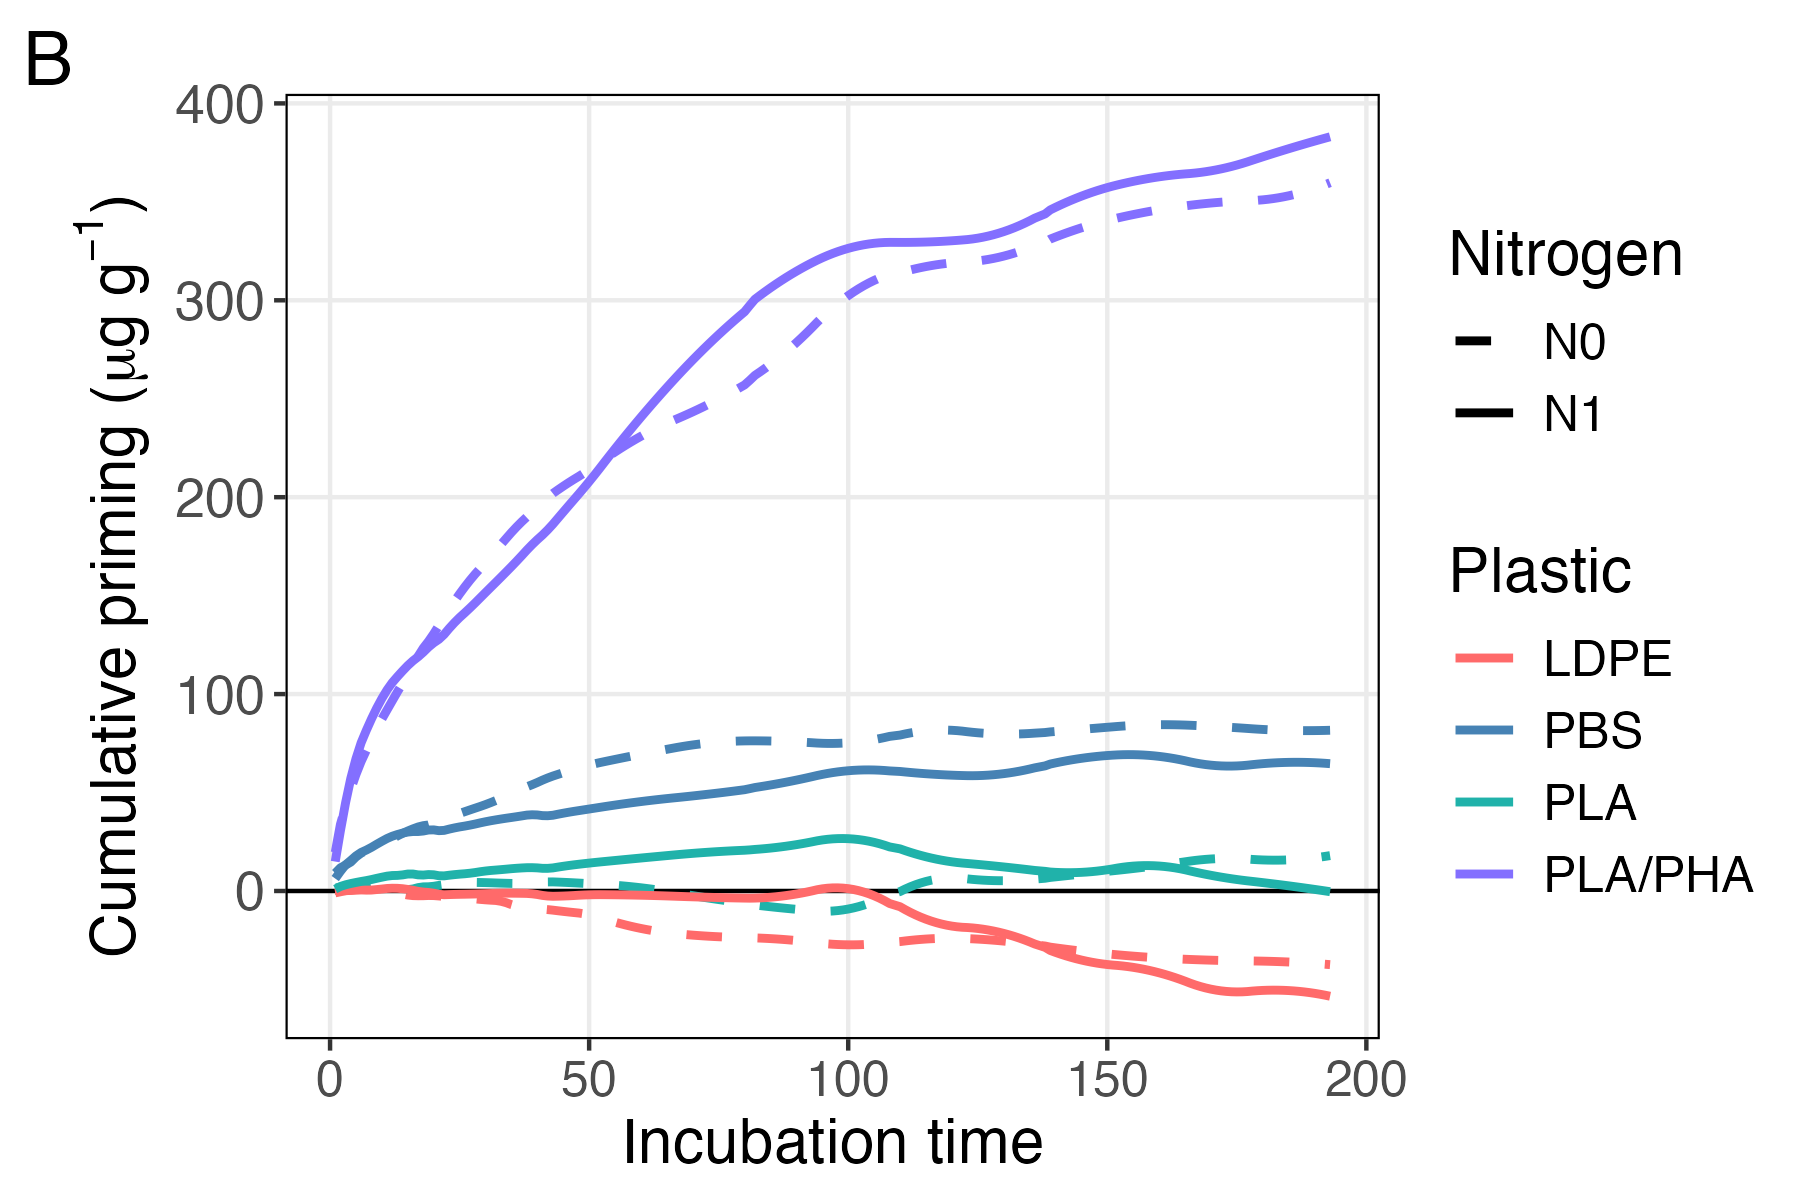 B
Cumulative priming (μg g⁻¹)
400
300
200
100
0
0 50 100 150 200
Incubation time
Nitrogen
N0
N1
Plastic
LDPE
PBS
PLA
PLA/PHA